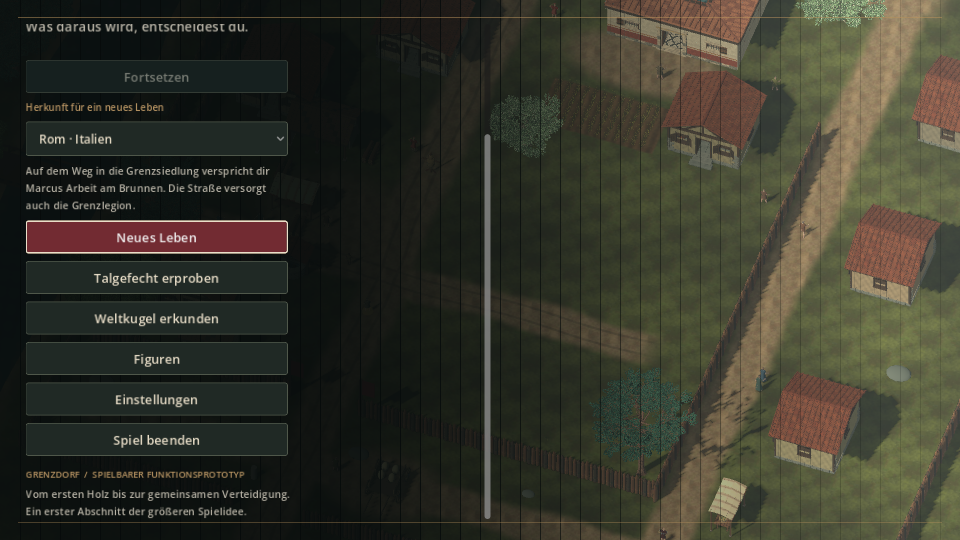 Was daraus wird, entscheidest du.
Fortsetzen
Herkunft für ein neues Leben
Rom · Italien
Auf dem Weg in die Grenzsiedlung verspricht dir
Marcus Arbeit am Brunnen. Die Straße versorgt
auch die Grenzlegion.
Neues Leben
Talgefecht erproben
Weltkugel erkunden
Figuren
Einstellungen
Spiel beenden
GRENZDORF / SPIELBARER FUNKTIONSPROTOTYP
Vom ersten Holz bis zur gemeinsamen Verteidigung.
Ein erster Abschnitt der größeren Spielidee.